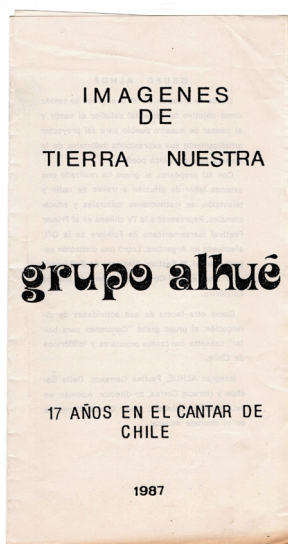 IMAGENES
DE
TIERRA NUESTRA
grupo alhué
17 AÑOS EN EL CANTAR DE
CHILE
1987